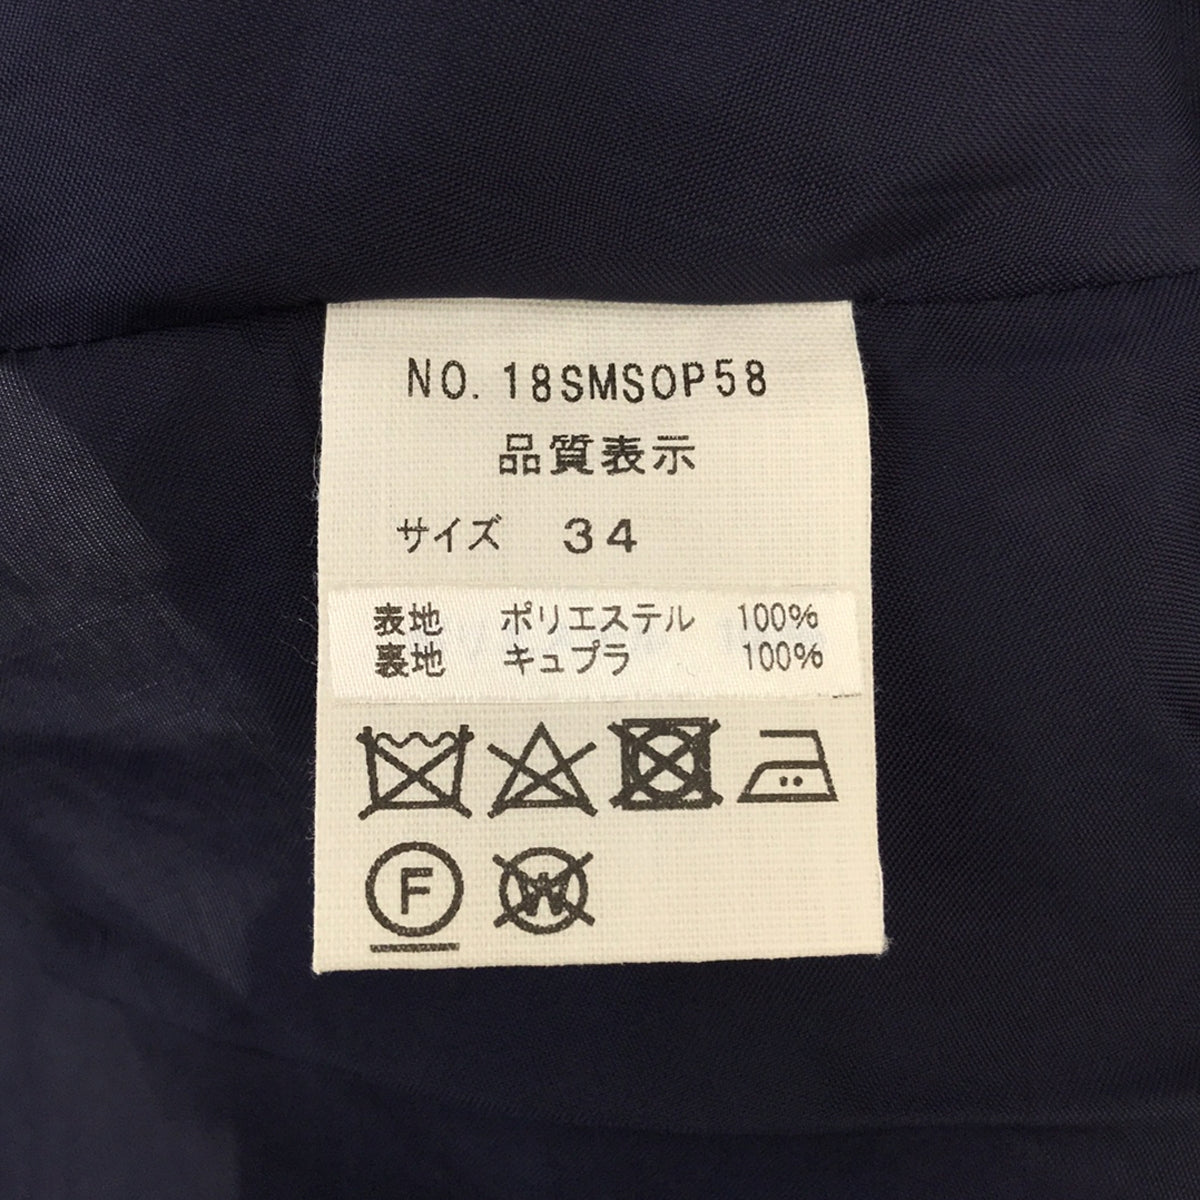 NO. 18SMSOP58
品質表示
サイズ 34
表地 ポリエステル 100%
裏地 キュプラ 100%
F
W